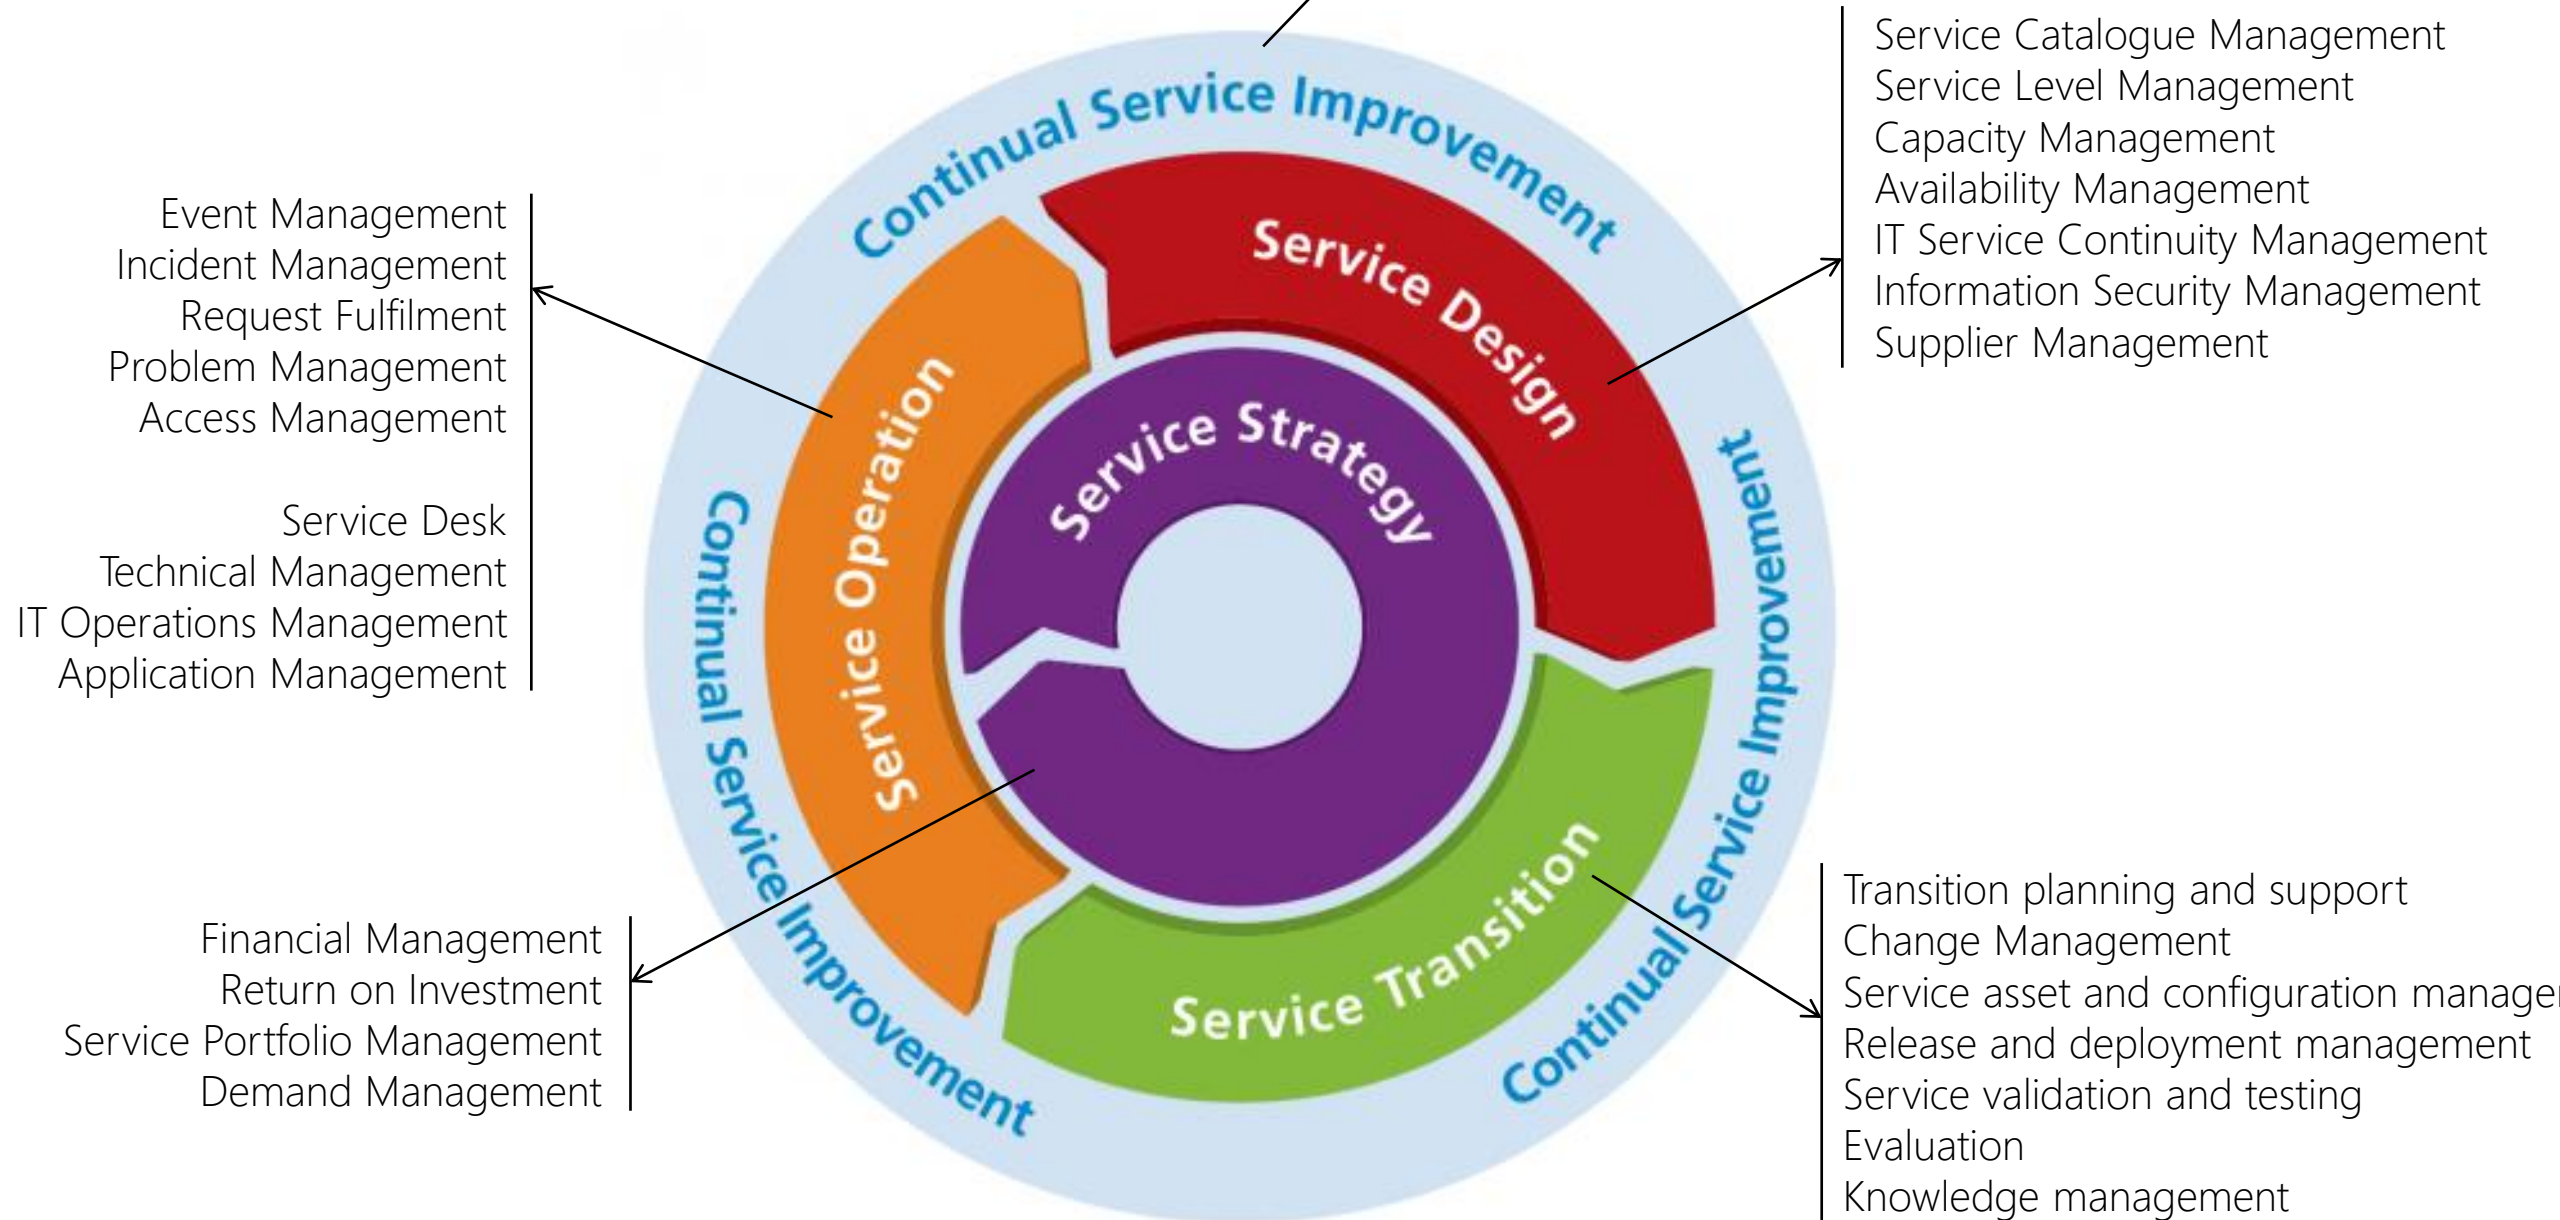 Continual Service Improvement
Service Design
Service Strategy
Service Operation
Service Transition
Continual Service Improvement
Continual Service Improvement
Event Management
Incident Management
Request Fulfilment
Problem Management
Access Management
Service Desk
Technical Management
IT Operations Management
Application Management
Financial Management
Return on Investment
Service Portfolio Management
Demand Management
Service Catalogue Management
Service Level Management
Capacity Management
Availability Management
IT Service Continuity Management
Information Security Management
Supplier Management
Transition planning and support
Change Management
Service asset and configuration
Release and deployment management
Service validation and testing
Evaluation
Knowledge management